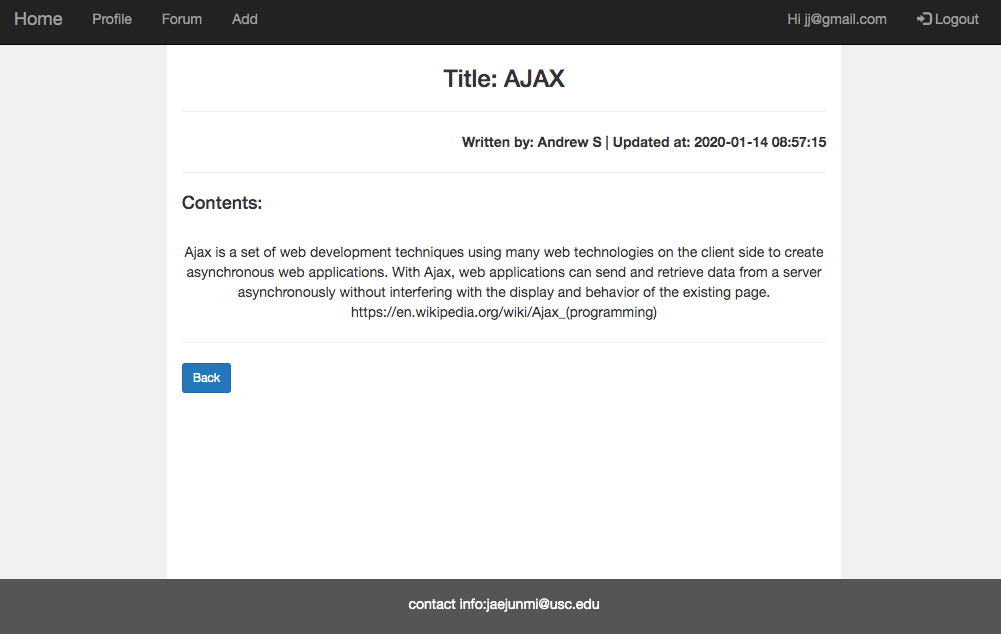 Home Profile Forum Add Hi jj@gmail.com Logout
Title: AJAX
Written by: Andrew S | Updated at: 2020-01-14 08:57:15
Contents:
Ajax is a set of web development techniques using many web technologies on the client side to create
asynchronous web applications. With Ajax, web applications can send and retrieve data from a server
asynchronously without interfering with the display and behavior of the existing page.
https://en.wikipedia.org/wiki/Ajax_(programming)
Back
contact info:jaejunmi@usc.edu